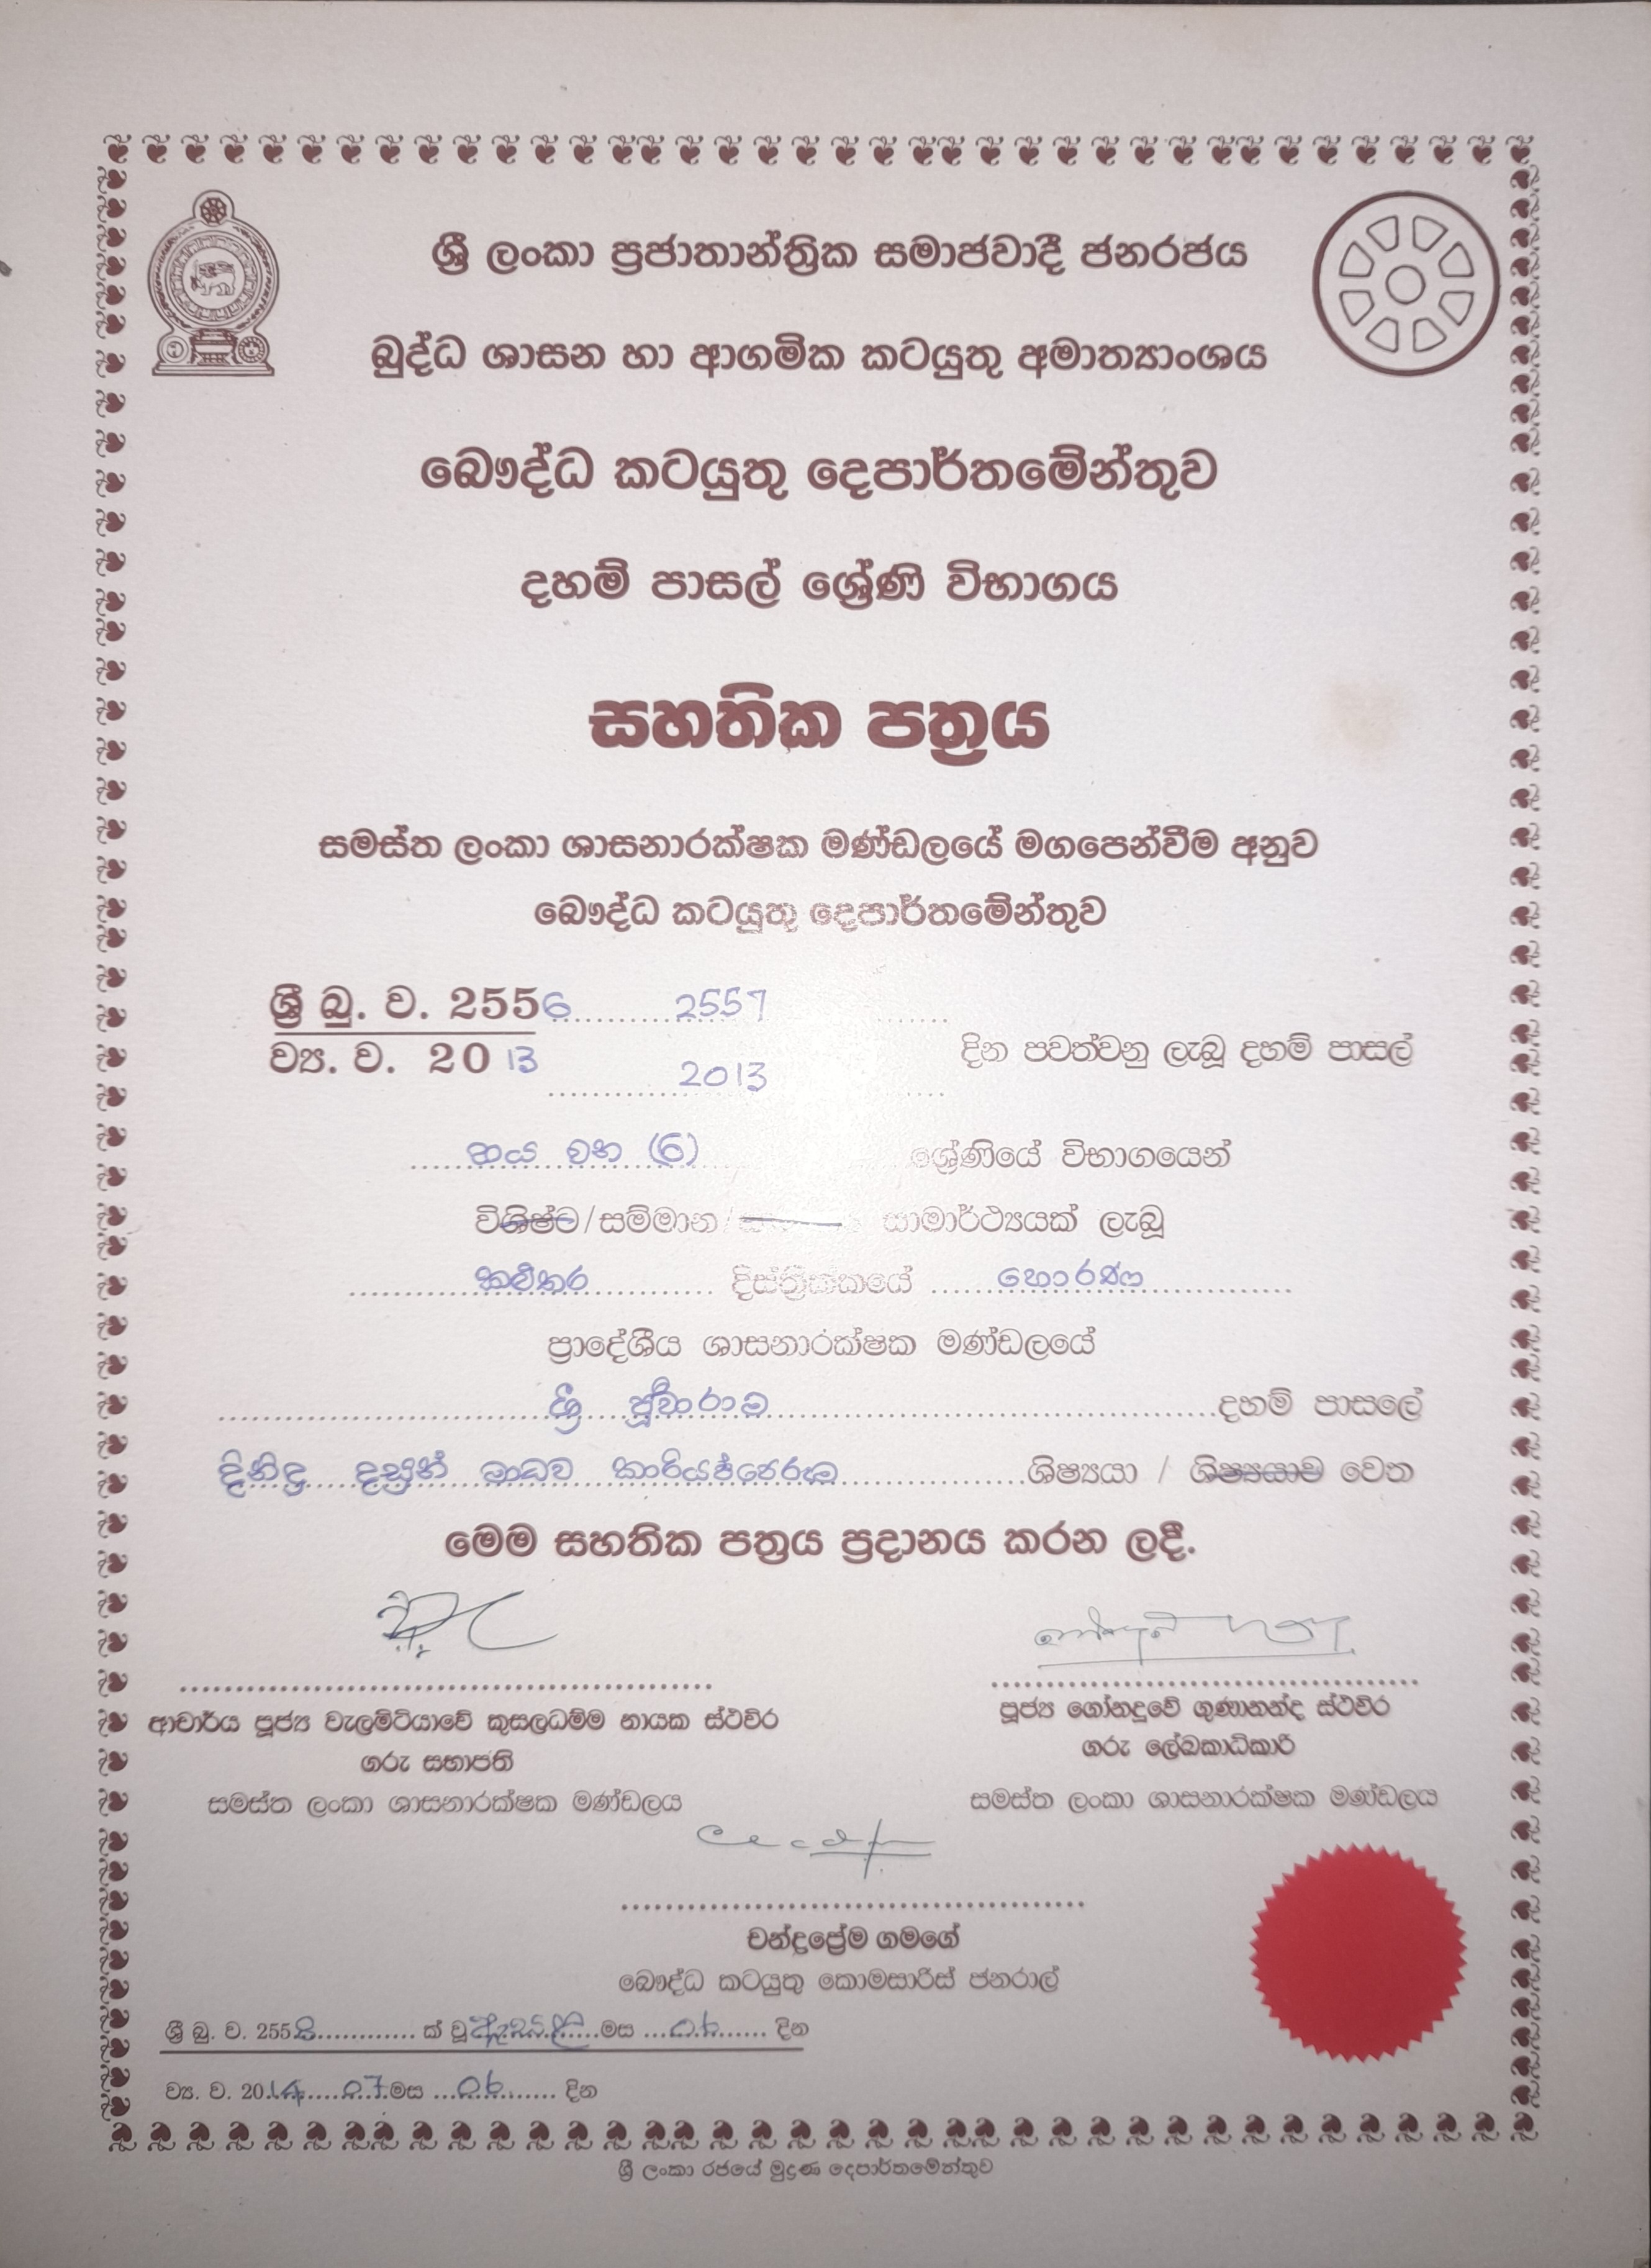 ශ්‍රී ලංකා ප්‍රජාතාන්ත්‍රික සමාජවාදී ජනරජය
බුද්ධ ශාසන හා ආගමික කටයුතු අමාත්‍යාංශය
බෞද්ධ කටයුතු දෙපාර්තමේන්තුව
දහම් පාසල් ශ්‍රේණි විභාගය
සහතික පත්‍රය
සමස්ත ලංකා ශාසනාරක්ෂක මණ්ඩලයේ මගපෙන්වීම අනුව
බෞද්ධ කටයුතු දෙපාර්තමේන්තුව
ශ්‍රී බු. ව. 2556 2557
ව්‍ය. ව. 2013 2013 දින පවත්වනු ලැබූ දහම් පාසල්
හය වන (6) ශ්‍රේණියේ විභාගයෙන්
විශිෂ්ට/සම්මාන/ සාමාර්ථ්‍යයක් ලැබූ
කළුතර දිස්ත්‍රික්කයේ හොරණ
ප්‍රාදේශීය ශාසනාරක්ෂක මණ්ඩලයේ
ශ්‍රී පූර්වාරාම දහම් පාසලේ
දිනිඳු දසුන් මාධව කාරියප්පෙරුම ශිෂ්‍යයා / ශිෂ්‍යයාව වෙත
මෙම සහතික පත්‍රය ප්‍රදානය කරන ලදී.
ආචාර්ය පූජ්‍ය වැලමිටියාවේ කුසලධම්ම නායක ස්ථවිර
ගරු සභාපති
සමස්ත ලංකා ශාසනාරක්ෂක මණ්ඩලය
පූජ්‍ය ගෝනදූවේ ගුණානන්ද ස්ථවිර
ගරු ලේඛකාධිකාරී
සමස්ත ලංකා ශාසනාරක්ෂක මණ්ඩලය
චන්ද්‍රප්‍රේම ගමගේ
බෞද්ධ කටයුතු කොමසාරිස් ජනරාල්
ශ්‍රී බු. ව. 2558 ක් වූ ඇසළ මස 06 දින
ව්‍ය. ව. 2014 07 මස 06 දින
ශ්‍රී ලංකා රජයේ මුද්‍රණ දෙපාර්තමේන්තුව